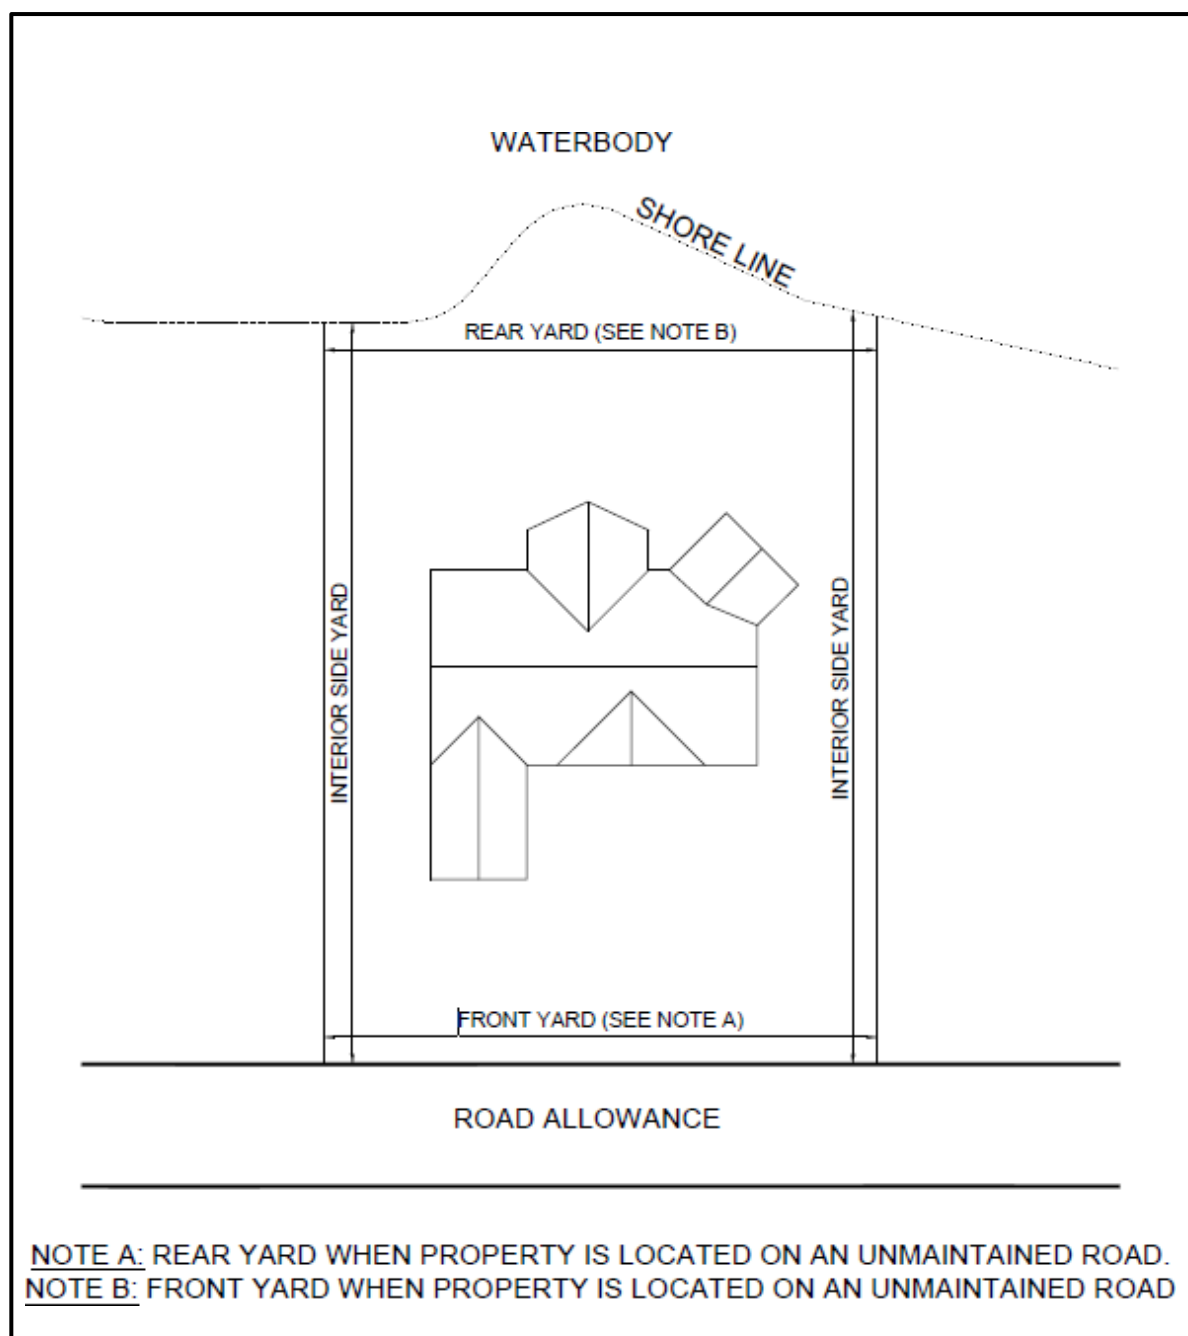 WATERBODY
SHORE LINE
REAR YARD (SEE NOTE B)
INTERIOR SIDE YARD
INTERIOR SIDE YARD
FRONT YARD (SEE NOTE A)
ROAD ALLOWANCE
NOTE A: REAR YARD WHEN PROPERTY IS LOCATED ON AN UNMAINTAINED ROAD.
NOTE B: FRONT YARD WHEN PROPERTY IS LOCATED ON AN UNMAINTAINED ROAD